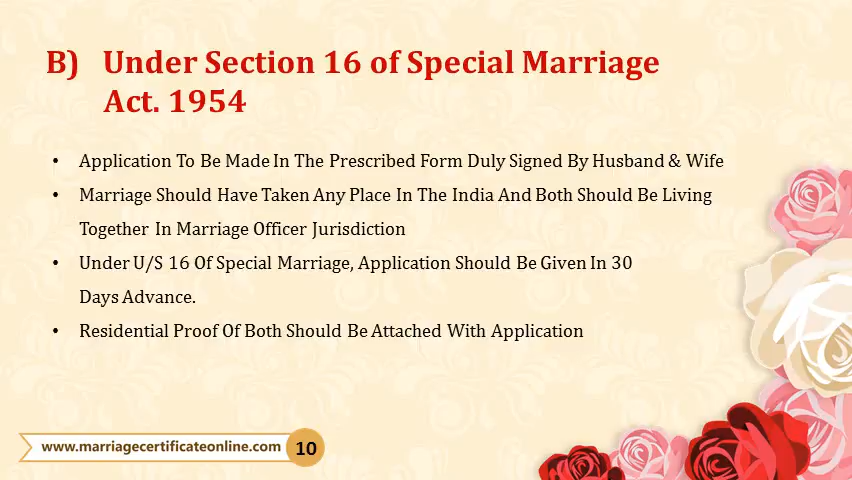 B) Under Section 16 of Special Marriage
Act. 1954
• Application To Be Made In The Prescribed Form Duly Signed By Husband & Wife
• Marriage Should Have Taken Any Place In The India And Both Should Be Living
Together In Marriage Officer Jurisdiction
• Under U/S 16 Of Special Marriage, Application Should Be Given In 30
Days Advance.
• Residential Proof Of Both Should Be Attached With Application
www.marriagecertificateonline.com 10